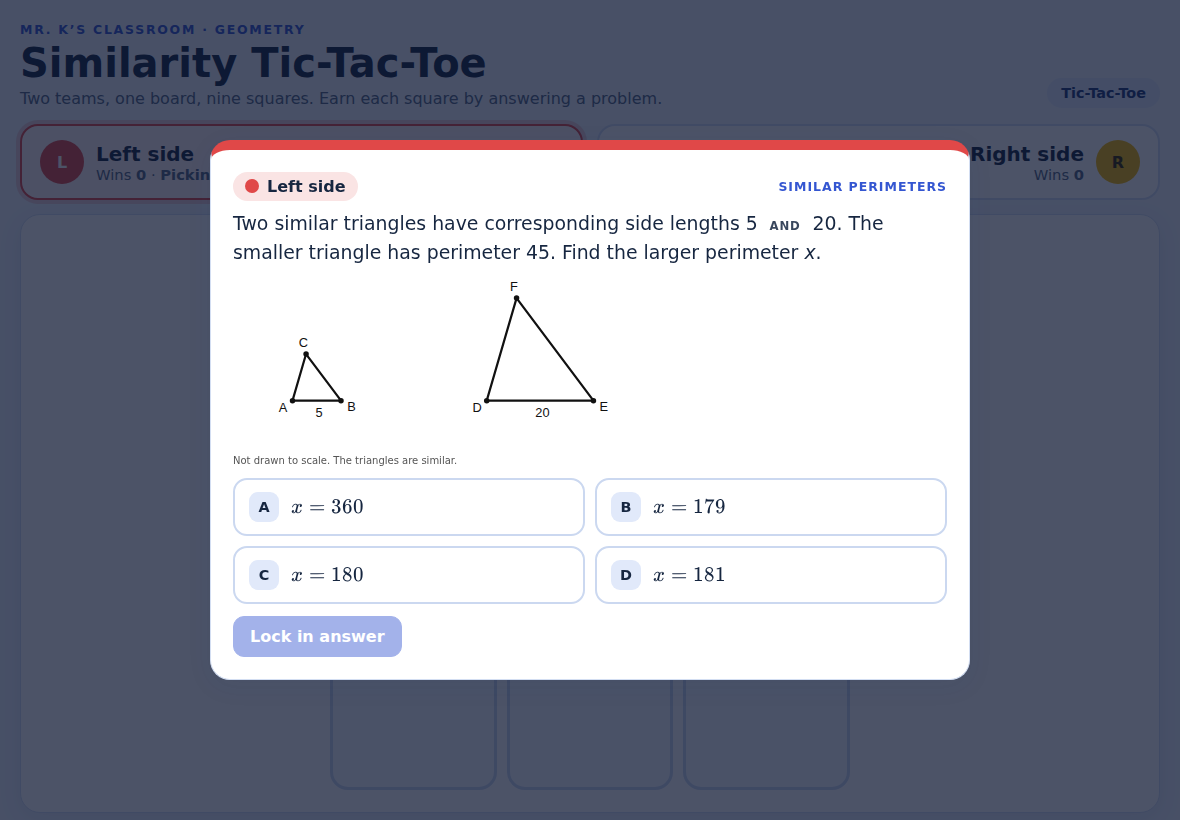 MR. K’S CLASSROOM · GEOMETRY
Similarity Tic-Tac-Toe
Two teams, one board, nine squares. Earn each square by answering a problem.
Tic-Tac-Toe
L
Left side
Wins 0 · Pickin
Right side
Wins 0
R
Left side
SIMILAR PERIMETERS
Two similar triangles have corresponding side lengths 5 AND 20. The
smaller triangle has perimeter 45. Find the larger perimeter x.
F
C
A
B
5
D
E
20
Not drawn to scale. The triangles are similar.
A x = 360
B x = 179
C x = 180
D x = 181
Lock in answer